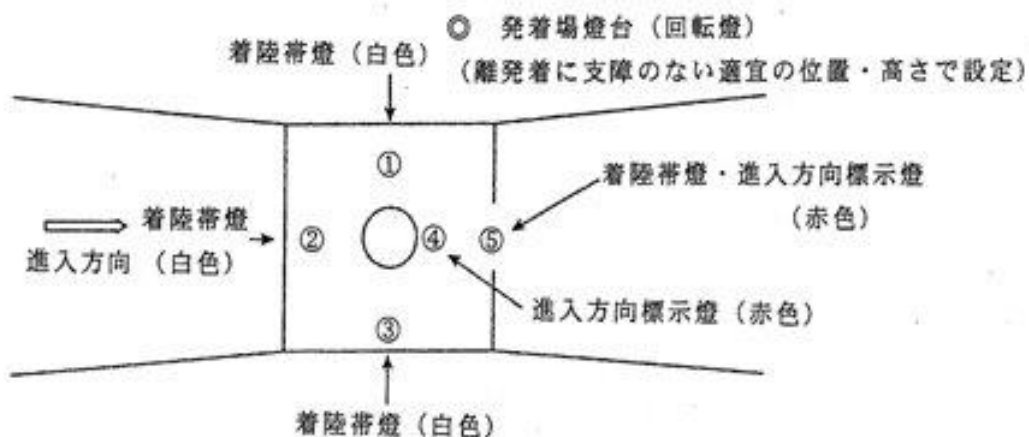 ◎ 発着場燈台（回転燈）
着陸帯燈（白色）
（離発着に支障のない適宜の位置・高さで設定）
①
着陸帯燈・進入方向標示燈
（赤色）
着陸帯燈
進入方向（白色）
②
④
⑤
進入方向標示燈（赤色）
③
着陸帯燈（白色）